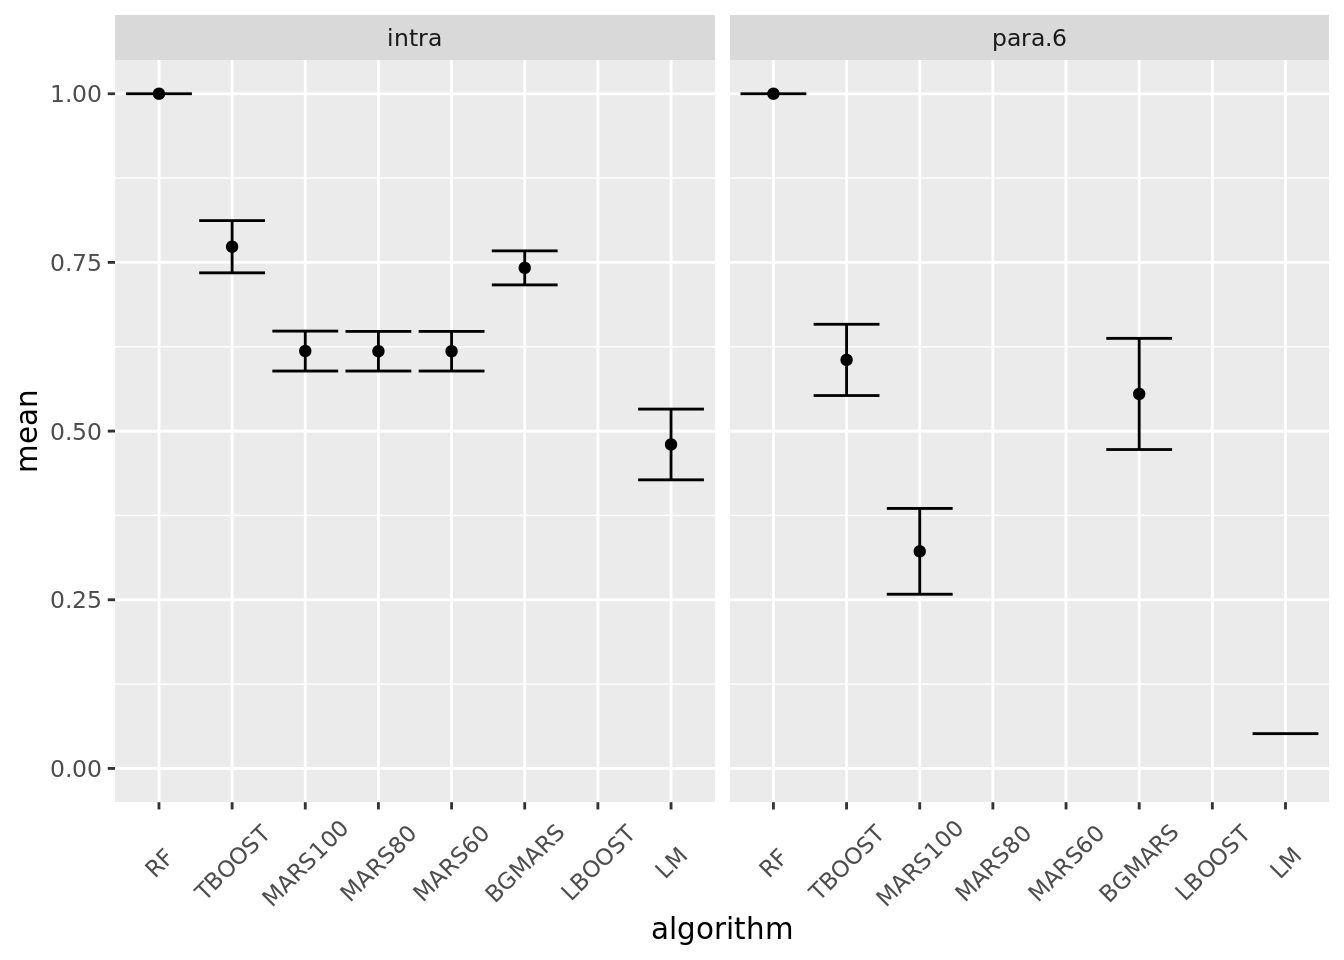 intra
para.6
1.00
0.75
0.50
0.25
0.00
mean
RF
TBOOST
MARS100
MARS80
MARS60
BGMARS
LBOOST
LM
RF
TBOOST
MARS100
MARS80
MARS60
BGMARS
LBOOST
LM
algorithm